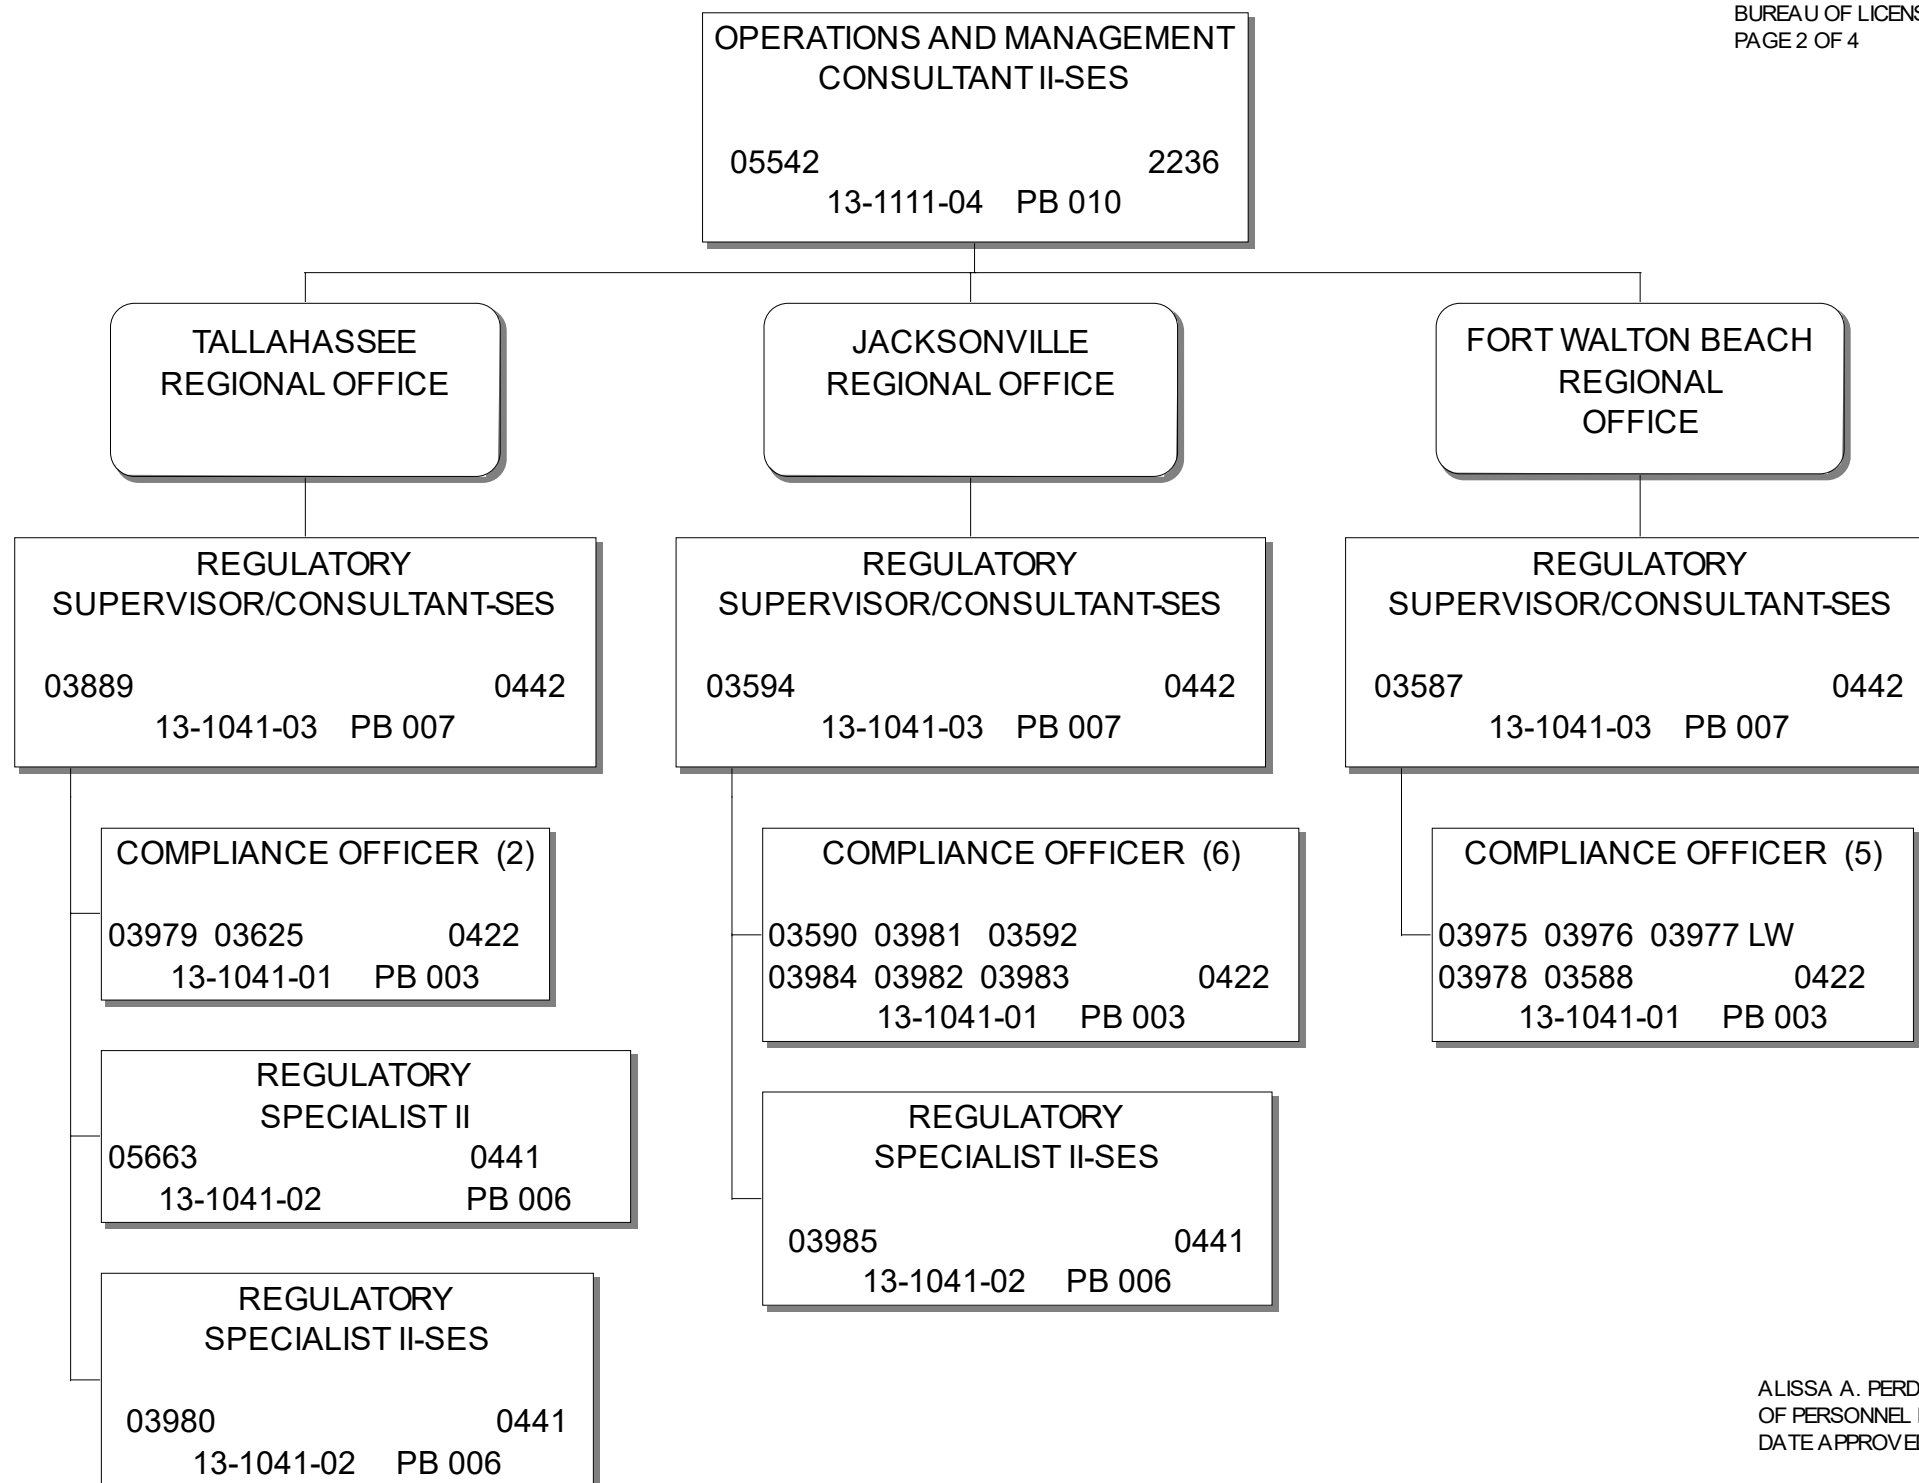 BUREAU OF
PAGE 2 OF 4
OPERATIONS AND MANAGEMENT
CONSULTANT II-SES
05542 2236
13-1111-04 PB 010
TALLAHASSEE
REGIONAL OFFICE
JACKSONVILLE
REGIONAL OFFICE
FORT WALTON BEACH
REGIONAL
OFFICE
REGULATORY
SUPERVISOR/CONSULTANT-SES
03889 0442
13-1041-03 PB 007
REGULATORY
SUPERVISOR/CONSULTANT-SES
03594 0442
13-1041-03 PB 007
REGULATORY
SUPERVISOR/CONSULTANT-SES
03587 0442
13-1041-03 PB 007
COMPLIANCE OFFICER (2)
03979 03625 0422
13-1041-01 PB 003
COMPLIANCE OFFICER (6)
03590 03981 03592
03984 03982 03983 0422
13-1041-01 PB 003
COMPLIANCE OFFICER (5)
03975 03976 03977 LW
03978 03588 0422
13-1041-01 PB 003
REGULATORY
SPECIALIST II
05663 0441
13-1041-02 PB 006
REGULATORY
SPECIALIST II-SES
03985 0441
13-1041-02 PB 006
REGULATORY
SPECIALIST II-SES
03980 0441
13-1041-02 PB 006
ALISSA A.
OF PERSONNEL
DATE